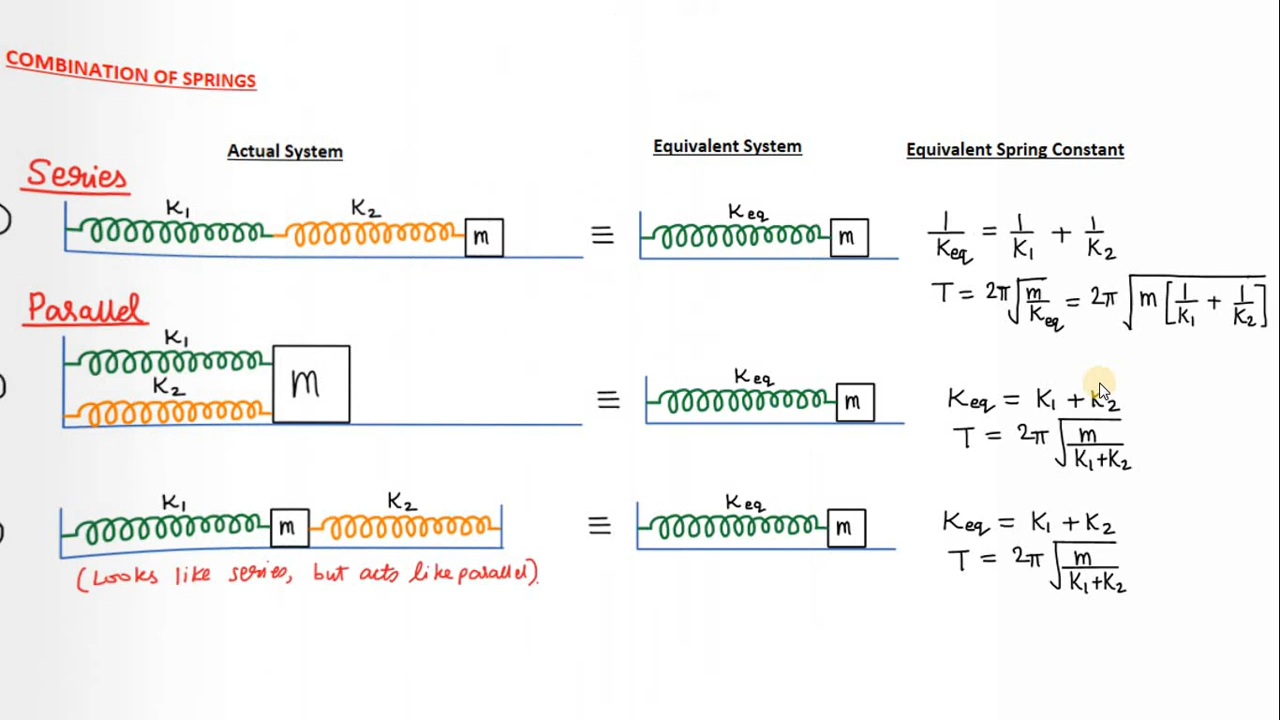 COMBINATION OF SPRINGS
Actual System
Equivalent System
Equivalent Spring Constant
Series
K₁
K₂
m
≡
Keq
m
1/Keq = 1/K₁ + 1/K₂
T = 2π√(m/Keq) = 2π√(m[1/K₁ + 1/K₂])
Parallel
K₁
K₂
m
≡
Keq
m
Keq = K₁ + K₂
T = 2π√(m/(K₁+K₂))
K₁
m
K₂
≡
Keq
m
Keq = K₁ + K₂
T = 2π√(m/(K₁+K₂))
(Looks like series, but acts like parallel).